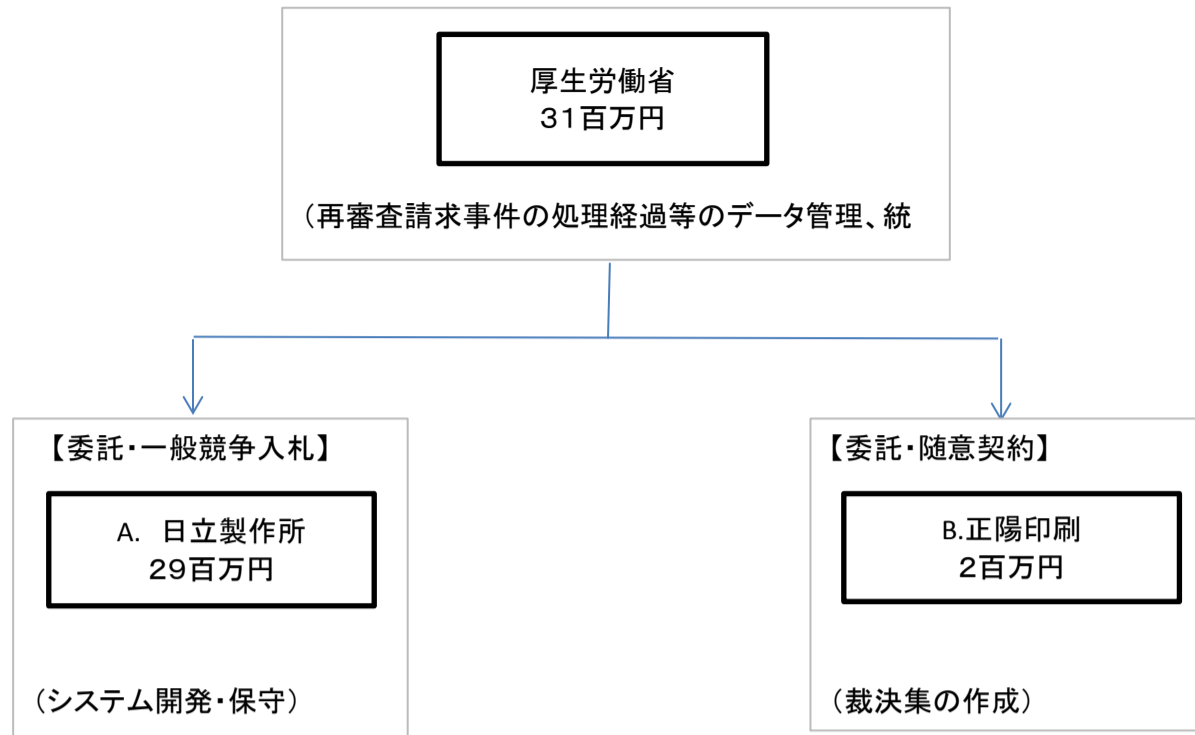 厚生労働省
31百万円
(再審査請求事件の処理経過等のデータ管理、統
【委託・一般競争入札】
A. 日立製作所
29百万円
(システム開発・保守)
【委託・随意契約】
B.正陽印刷
2百万円
(裁決集の作成)